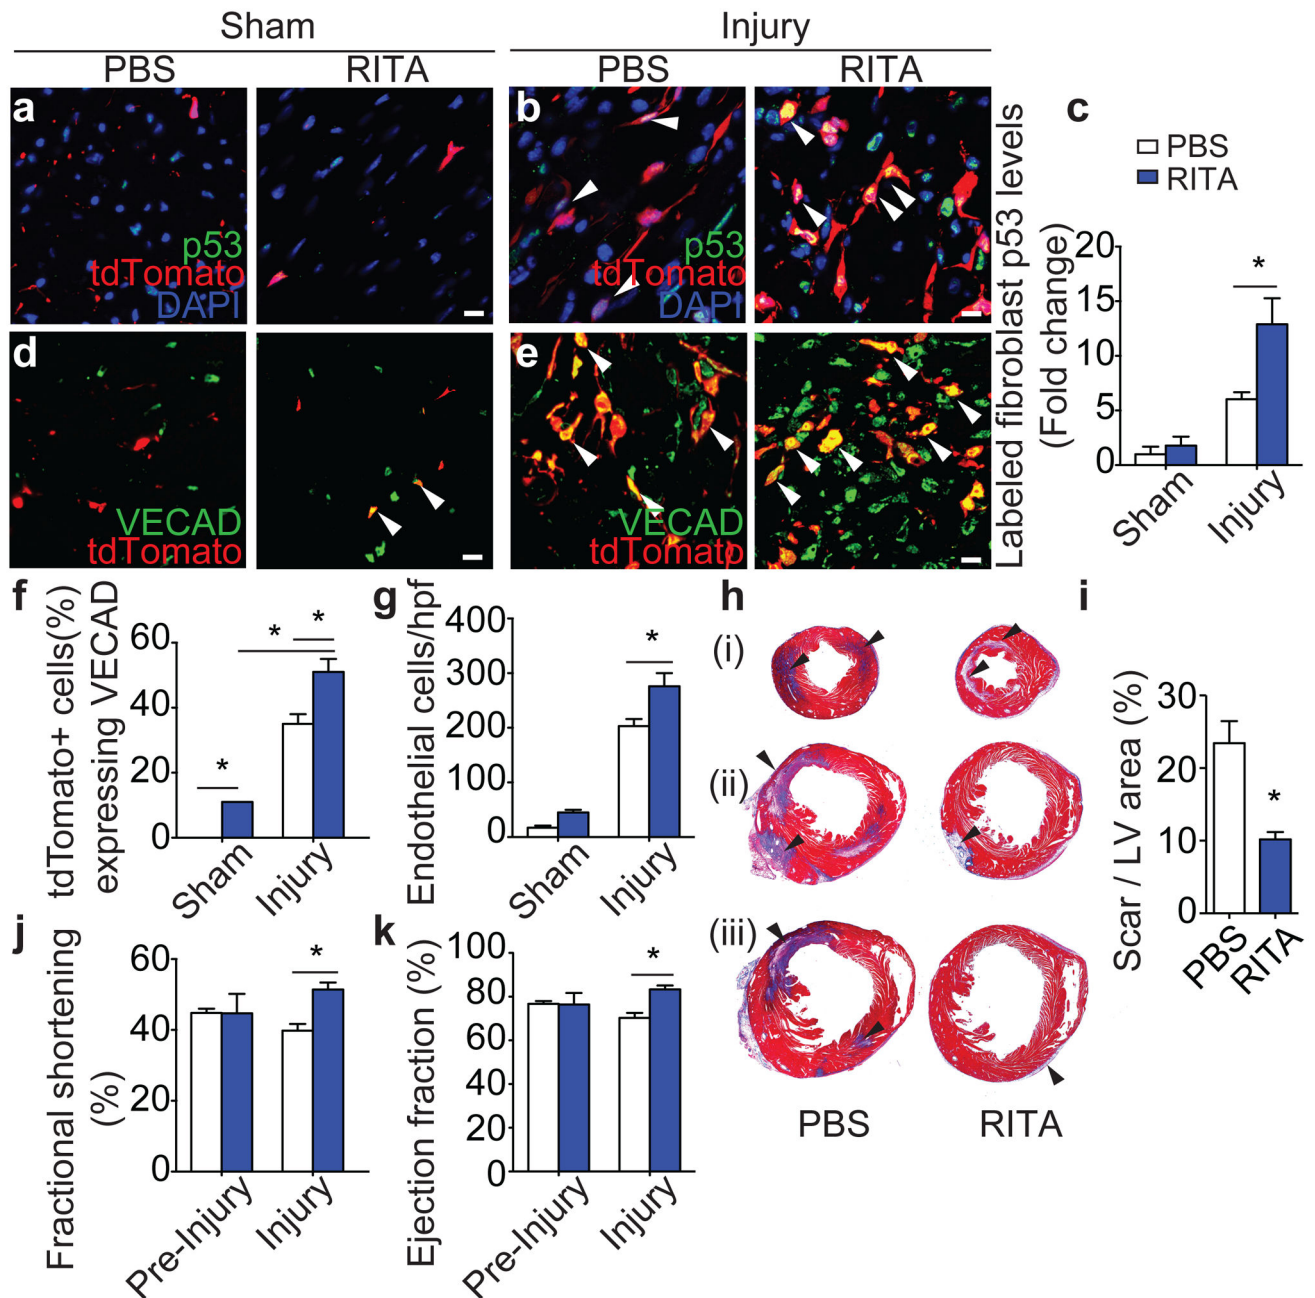 Sham
Injury
PBS
RITA
PBS
RITA
a
p53
tdTomato
DAPI
b
p53
tdTomato
DAPI
c
PBS
RITA
Labeled fibroblast p53 levels
(Fold change)
20
15
10
5
0
*
Sham
Injury
d
VECAD
tdTomato
e
VECAD
tdTomato
f
tdTomato+ cells(%)
expressing VECAD
60
40
20
0
*
*
*
Sham
Injury
g
Endothelial cells/hpf
400
300
200
100
0
*
Sham
Injury
h
(i)
(ii)
(iii)
PBS
RITA
i
Scar / LV area (%)
30
20
10
0
*
PBS
RITA
j
Fractional shortening
(%)
60
40
20
0
*
Pre-Injury
Injury
k
Ejection fraction (%)
100
80
60
40
20
0
*
Pre-Injury
Injury